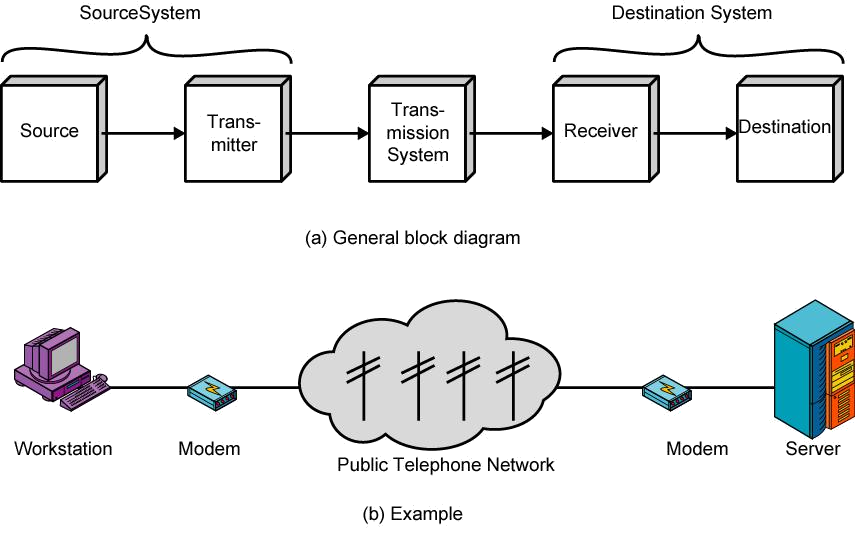 SourceSystem
Destination System
Source
Trans-
mitter
Trans-
mission
System
Receiver
Destination
(a) General block diagram
Workstation
Modem
Public Telephone Network
Modem
Server
(b) Example